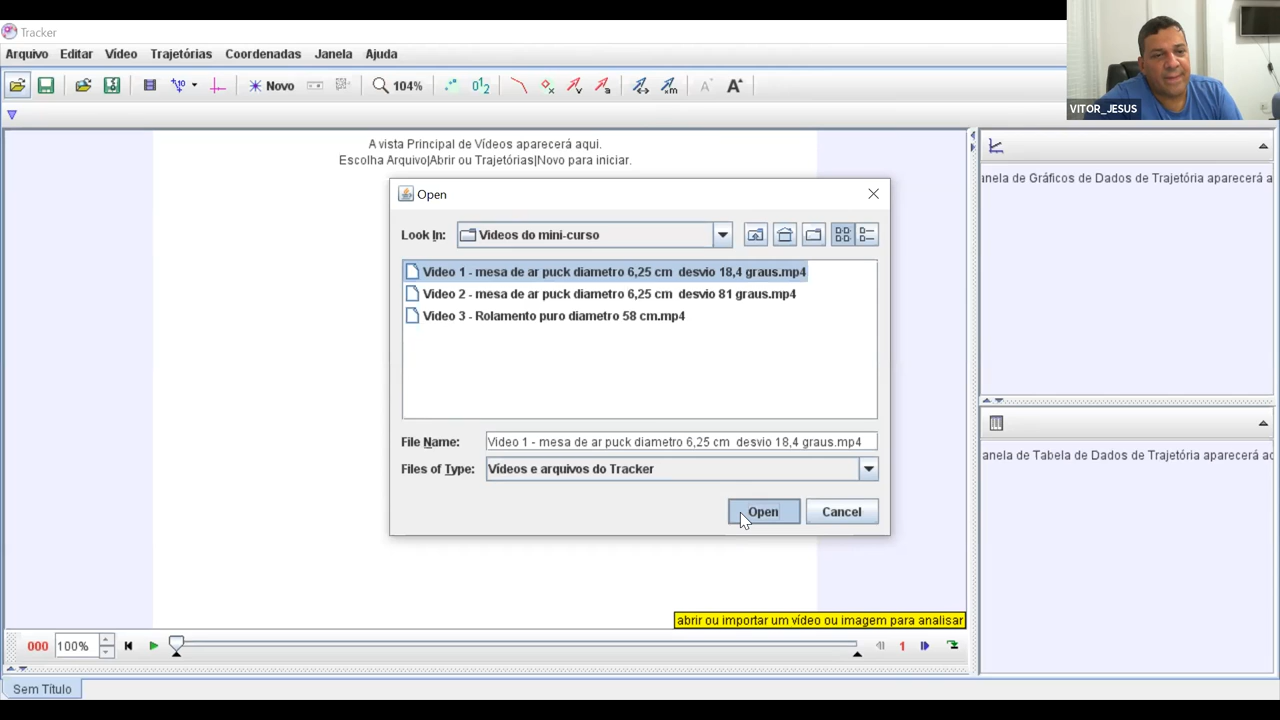 Tracker
Arquivo Editar Vídeo Trajetórias Coordenadas Janela Ajuda
Novo 104%
VITOR_JESUS
A vista Principal de Vídeos aparecerá aqui.
Escolha Arquivo|Abrir ou Trajetórias|Novo para iniciar.
anela de Gráficos de Dados de Trajetória aparecerá a
Open
Look In: Videos do mini-curso
Video 1 - mesa de ar puck diametro 6,25 cm desvio 18,4 graus.mp4
Video 2 - mesa de ar puck diametro 6,25 cm desvio 81 graus.mp4
Video 3 - Rolamento puro diametro 58 cm.mp4
File Name: Video 1 - mesa de ar puck diametro 6,25 cm desvio 18,4 graus.mp4
Files of Type: Vídeos e arquivos do Tracker
Open Cancel
anela de Tabela de Dados de Trajetória aparecerá ac
abrir ou importar um vídeo ou imagem para analisar
000 100% 1
Sem Título